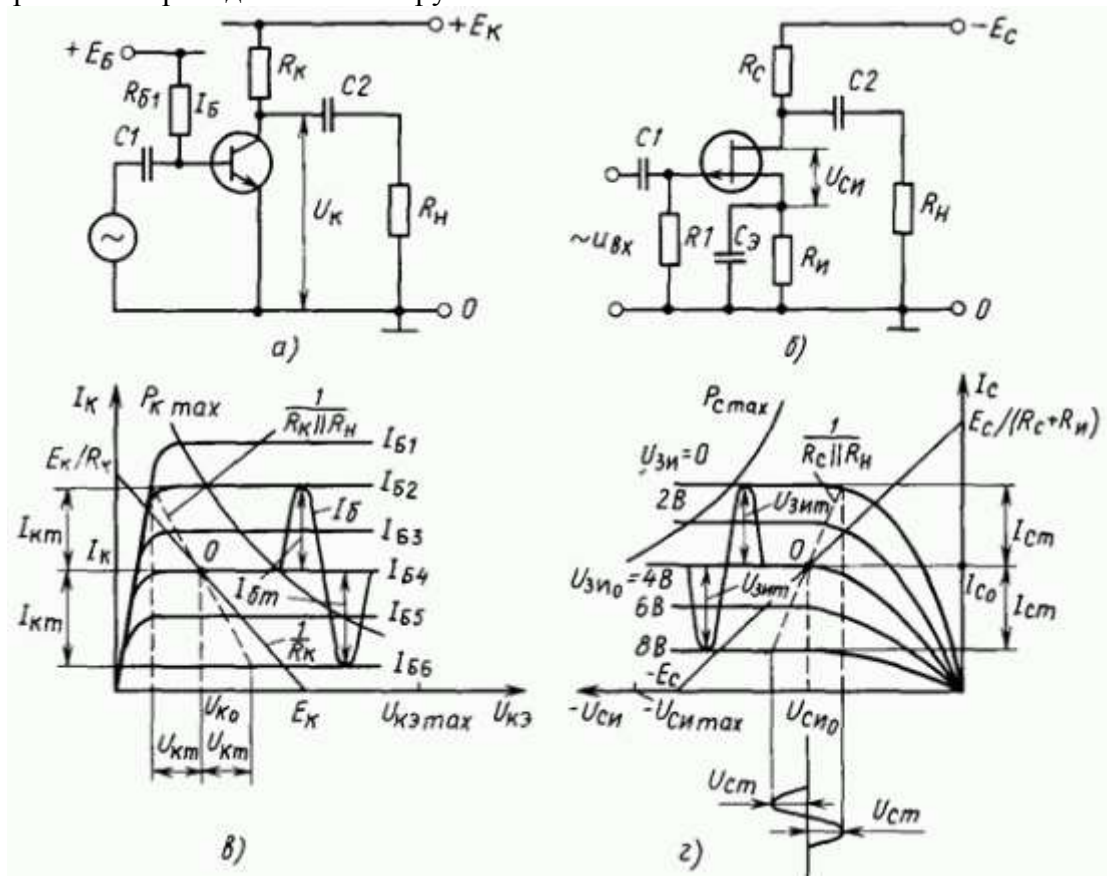 +EК
+EБ
RК
C2
RБ1
IБ
C1
UК
RН
~
0
а)
−EС
RС
C2
C1
UСИ
RН
~uВХ
R1
CЭ
RИ
0
б)
IК
PК max
1/RК||RН
EК/RК
IБ1
IБ2
Iб
IБ3
IКm
IК
0
IБ4
Iбm
IБ5
IКm
1/RК
IБ6
UКо
EК
UКЭmax
UКЭ
UКm
UКm
в)
IС
PС max
EС/(RС+RИ)
1/RС||RН
UЗИ=0
2В
UЗИm
IСm
0
UЗИ0=4В
UЗИm
IС0
IСm
6В
8В
−EС
−UСИ
−UСИ max
UСИ0
UСm
UСm
г)